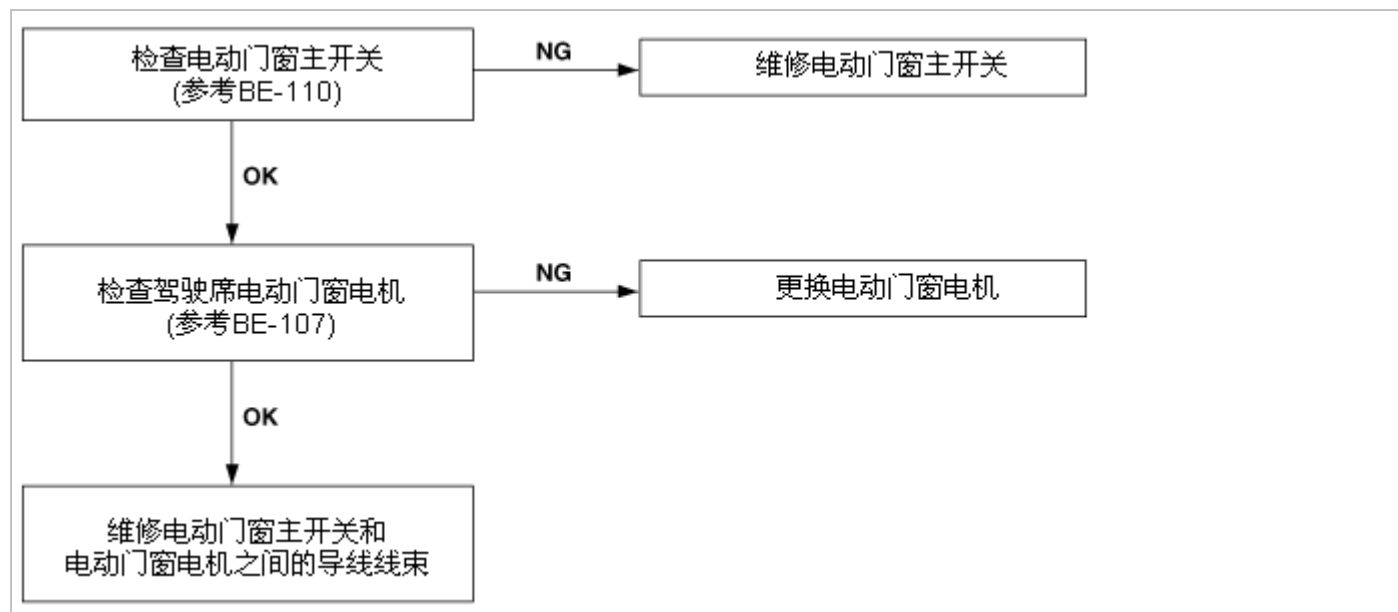 检查电动门窗主开关
(参考BE-110)
NG
维修电动门窗主开关
OK
检查驾驶席电动门窗电机
(参考BE-107)
NG
更换电动门窗电机
OK
维修电动门窗主开关和
电动门窗电机之间的导线线束